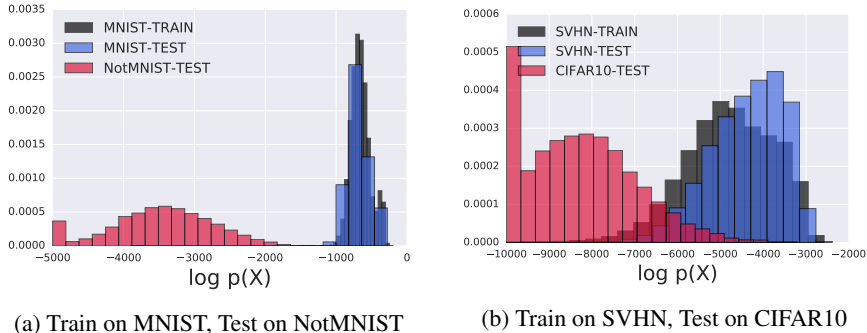 0.0035
0.0030
0.0025
0.0020
0.0015
0.0010
0.0005
0.0000
MNIST-TRAIN
MNIST-TEST
NotMNIST-TEST
−5000 −4000 −3000 −2000 −1000 0
log p(X)
(a) Train on MNIST, Test on NotMNIST
0.0006
0.0005
0.0004
0.0003
0.0002
0.0001
0.0000
SVHN-TRAIN
SVHN-TEST
CIFAR10-TEST
−10000 −9000 −8000 −7000 −6000 −5000 −4000 −3000 −2000
log p(X)
(b) Train on SVHN, Test on CIFAR10